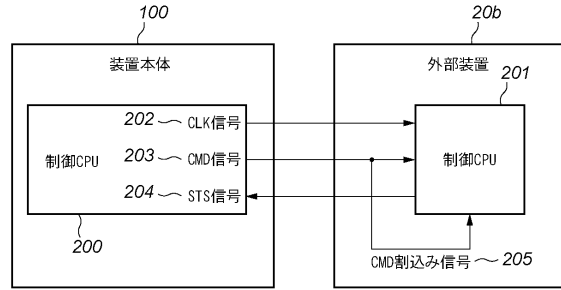 100
20b
装置本体
外部装置
201
202
CLK信号
203
CMD信号
制御CPU
制御CPU
204
STS信号
200
CMD割込み信号
205